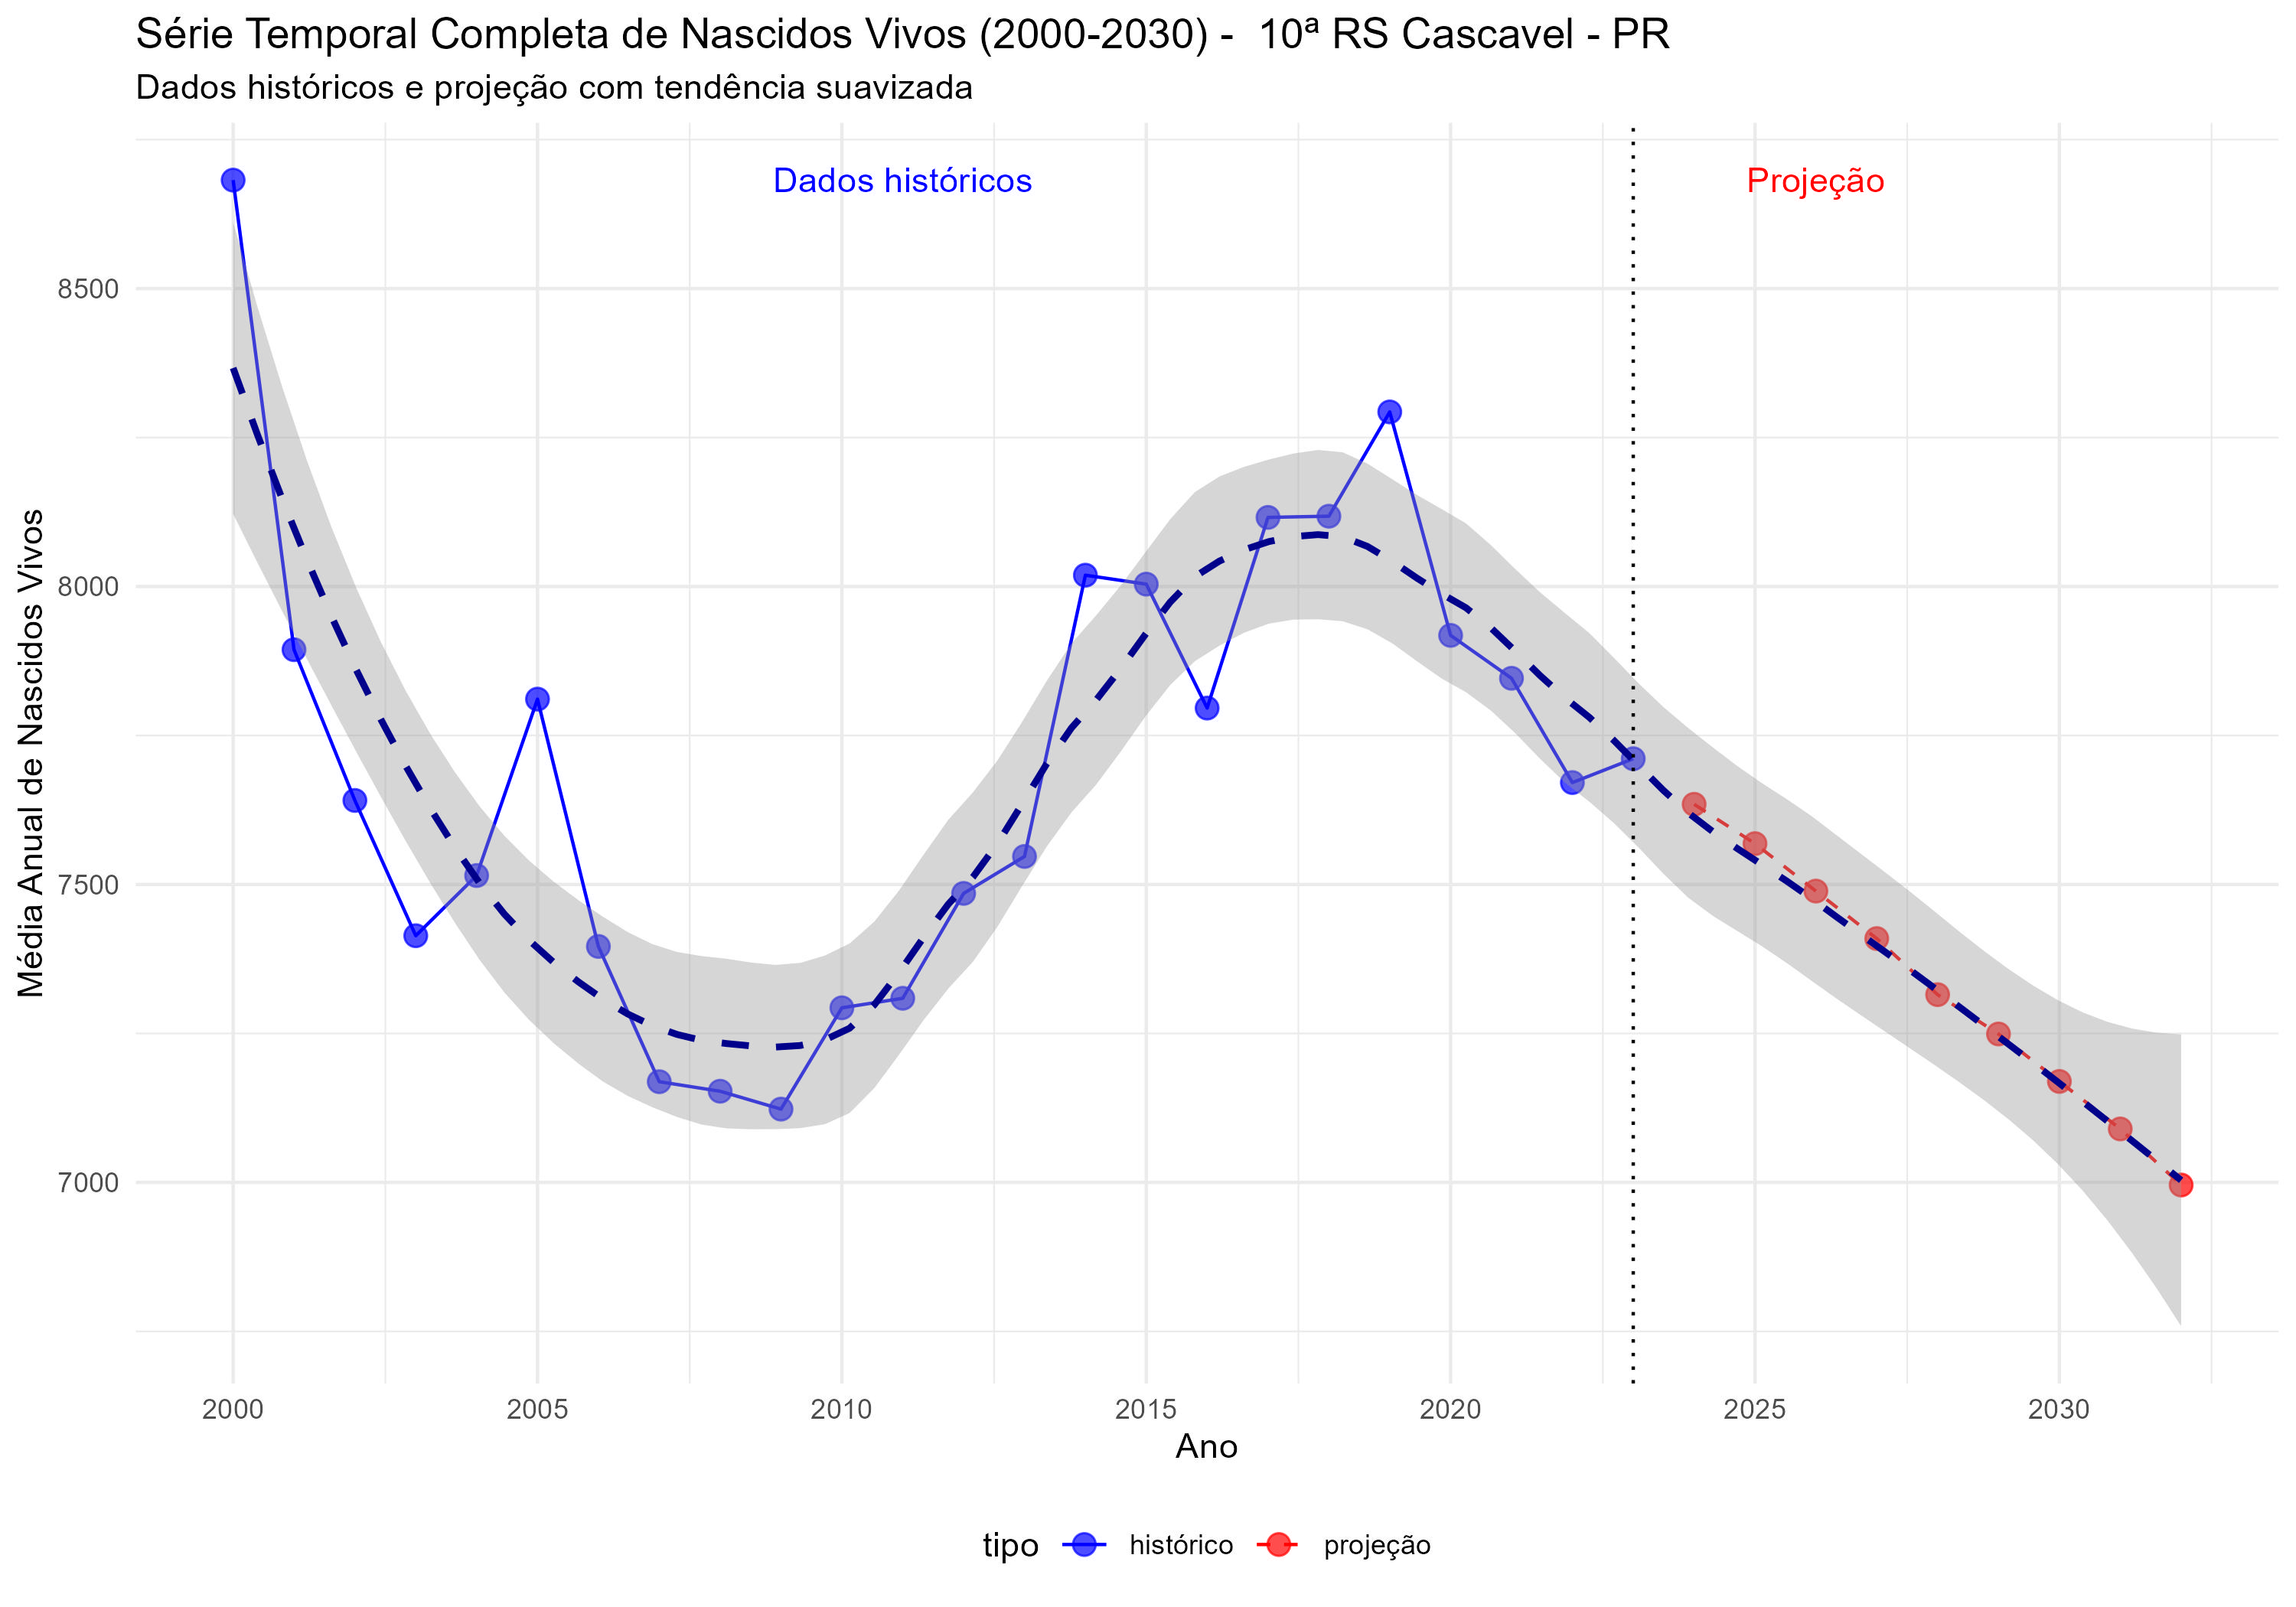 Série Temporal Completa de Nascidos Vivos (2000-2030) -  10ª RS Cascavel - PR
Dados históricos e projeção com tendência suavizada
Dados históricos
Projeção
Média Anual de Nascidos Vivos
8500
8000
7500
7000
2000
2005
2010
2015
2020
2025
2030
Ano
tipo
histórico
projeção